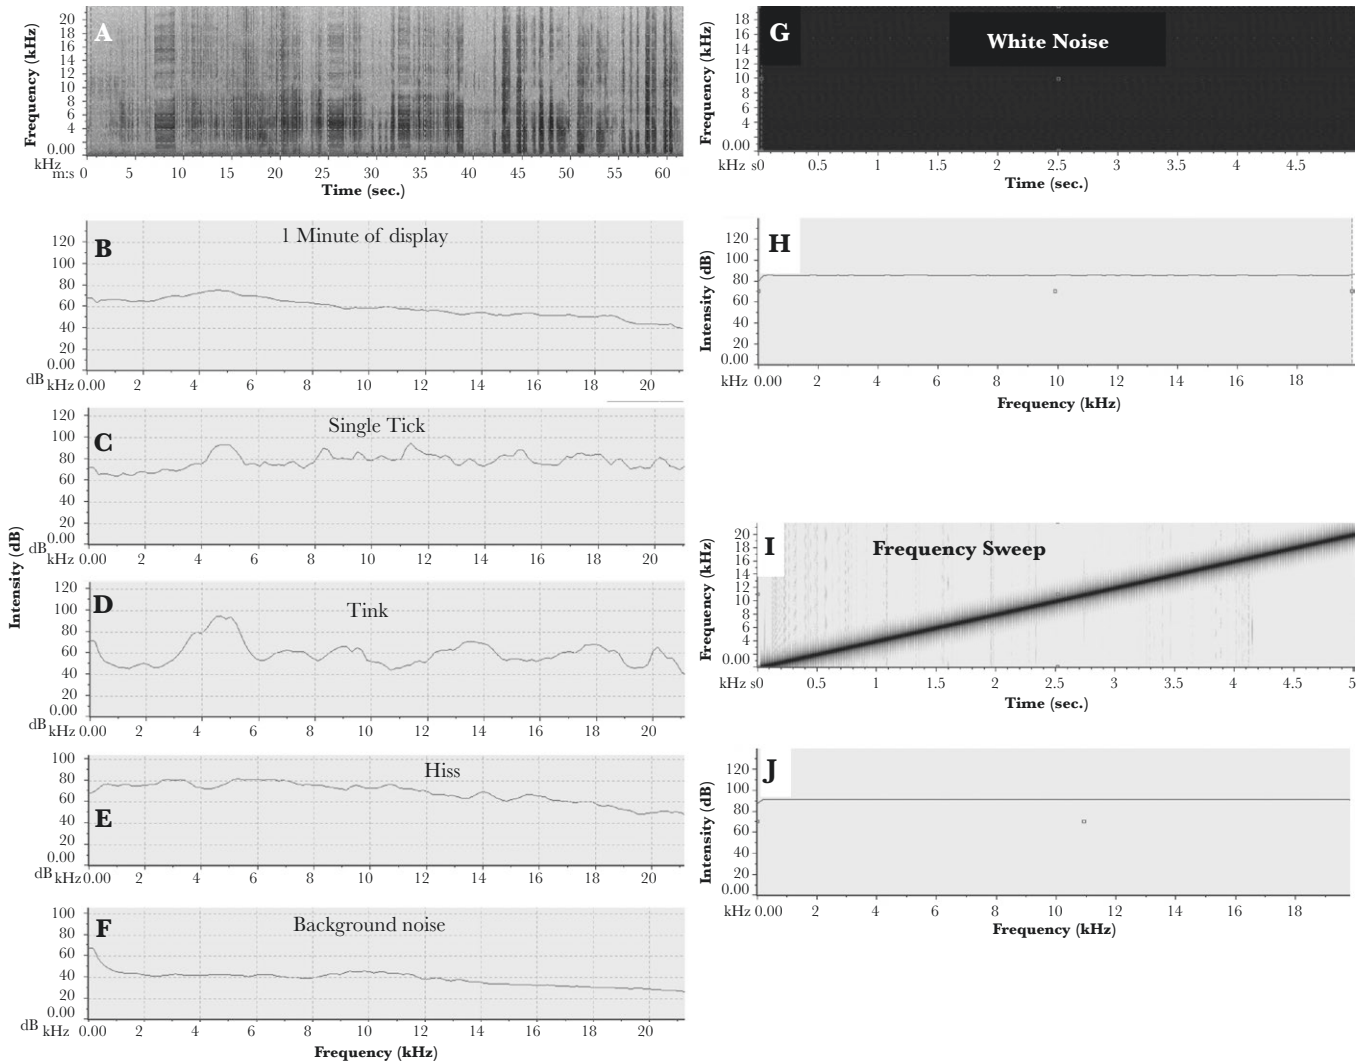 A
Frequency (kHz)
22
20
18
16
14
12
10
8
6
4
0.00
kHz
m:s
0 5 10 15 20 25 30 35 40 45 50 55 60
Time (sec.)
B
1 Minute of display
120
100
80
60
40
20
0.00
dB kHz 0.00 2 4 6 8 10 12 14 16 18 20
C
Single Tick
120
100
80
60
40
20
0.00
dB kHz 0.00 2 4 6 8 10 12 14 16 18 20
Intensity (dB)
D
Tink
120
100
80
60
40
20
0.00
dB kHz 0.00 2 4 6 8 10 12 14 16 18 20
E
Hiss
100
80
60
40
20
0.00
dB kHz 0.00 2 4 6 8 10 12 14 16 18 20
F
Background noise
100
80
60
40
20
0.00
dB kHz 0.00 2 4 6 8 10 12 14 16 18 20
Frequency (kHz)
G
White Noise
Frequency (kHz)
20
18
16
14
12
10
8
6
4
0.00
kHz s0 0.5 1 1.5 2 2.5 3 3.5 4 4.5
Time (sec.)
H
Intensity (dB)
120
100
80
60
40
20
0.00
kHz 0.00 2 4 6 8 10 12 14 16 18
Frequency (kHz)
I
Frequency Sweep
Frequency (kHz)
20
18
16
14
12
10
8
6
4
0.00
kHz s0 0.5 1 1.5 2 2.5 3 3.5 4 4.5 5
Time (sec.)
J
Intensity (dB)
120
100
80
60
40
20
0.00
kHz 0.00 2 4 6 8 10 12 14 16 18
Frequency (kHz)